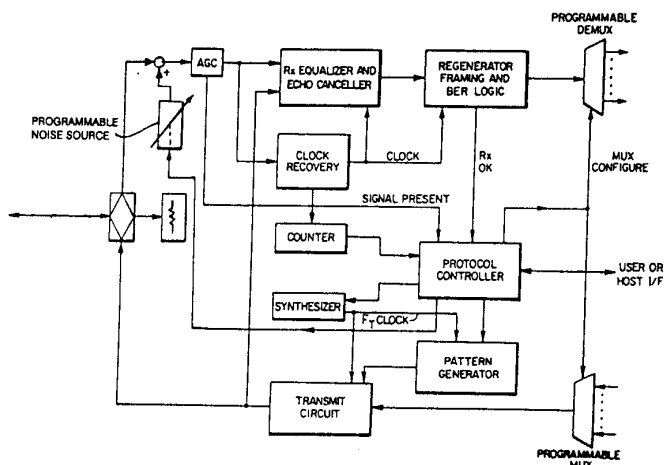 PROGRAMMABLE
DEMUX
AGC
Rx EQUALIZER AND
ECHO CANCELLER
REGENERATOR
FRAMING AND
BER LOGIC
+
PROGRAMMABLE
NOISE SOURCE
CLOCK
RECOVERY
CLOCK
Rx
OK
MUX
CONFIGURE
SIGNAL PRESENT
COUNTER
PROTOCOL
CONTROLLER
USER OR
HOST I/F
SYNTHESIZER
FT CLOCK
PATTERN
GENERATOR
TRANSMIT
CIRCUIT
PROGRAMMABLE
MUX